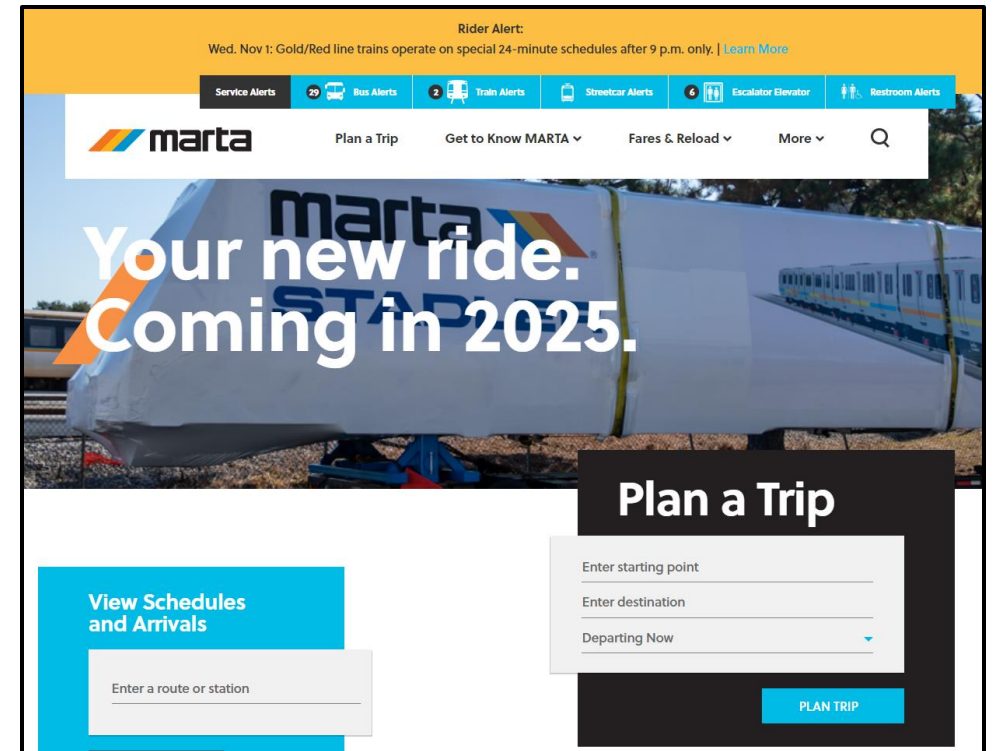 Rider Alert:
Wed. Nov 1: Gold/Red line trains operate on special 24-minute schedules after 9 p.m. only. | Learn More
Service Alerts 29 Bus Alerts 2 Train Alerts Streetcar Alerts 6 Escalator Elevator Restroom Alerts
marta Plan a Trip Get to Know MARTA Fares & Reload More
marta
Your new ride.
STADLER
Coming in 2025.
Plan a Trip
Enter starting point
Enter destination
Departing Now
PLAN TRIP
View Schedules
and Arrivals
Enter a route or station